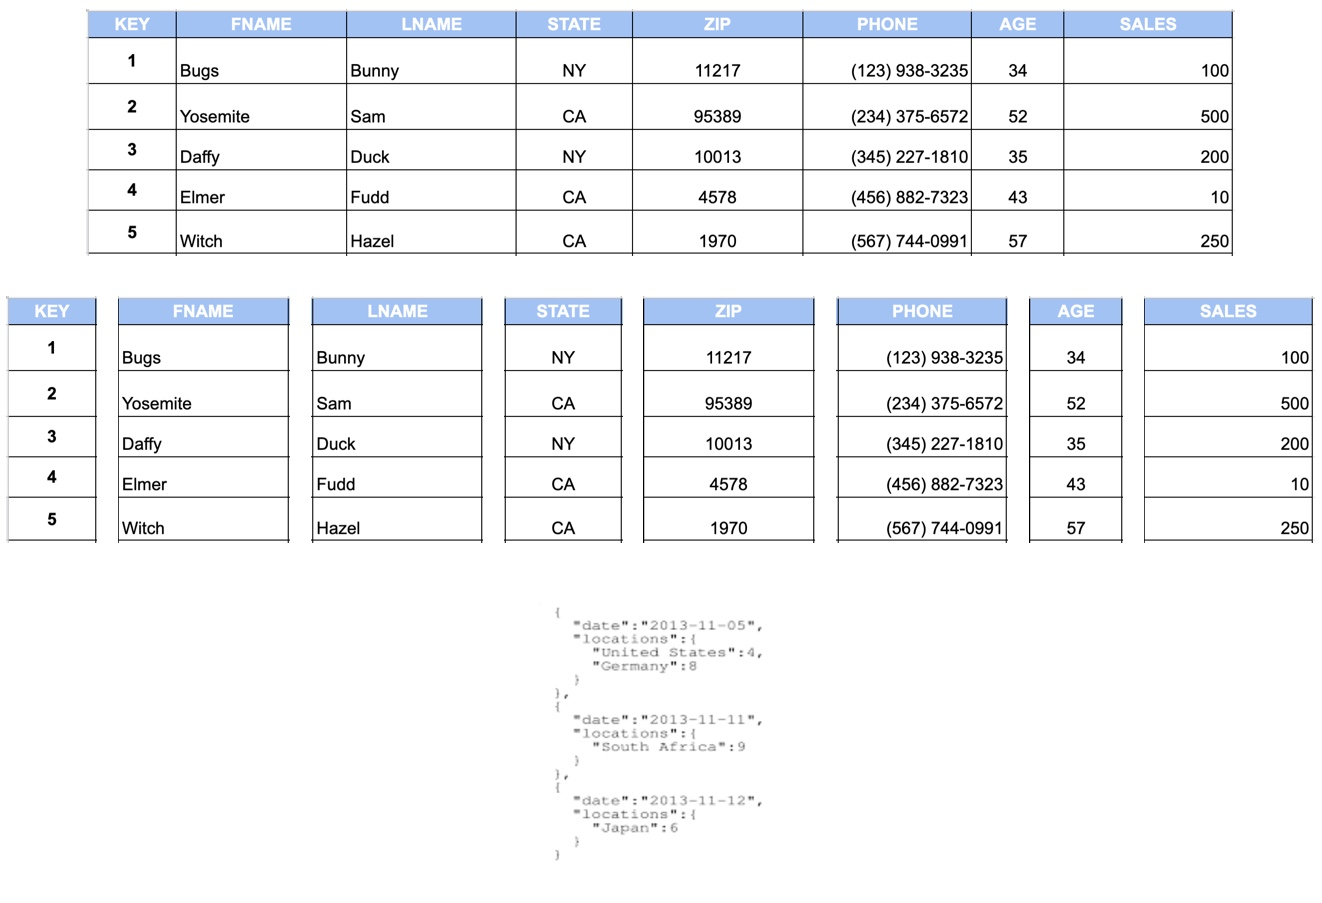 KEY FNAME LNAME STATE ZIP PHONE AGE SALES
1 Bugs Bunny NY 11217 (123) 938-3235 34 100
2 Yosemite Sam CA 95389 (234) 375-6572 52 500
3 Daffy Duck NY 10013 (345) 227-1810 35 200
4 Elmer Fudd CA 4578 (456) 882-7323 43 10
5 Witch Hazel CA 1970 (567) 744-0991 57 250
KEY FNAME LNAME STATE ZIP PHONE AGE SALES
1 Bugs Bunny NY 11217 (123) 938-3235 34 100
2 Yosemite Sam CA 95389 (234) 375-6572 52 500
3 Daffy Duck NY 10013 (345) 227-1810 35 200
4 Elmer Fudd CA 4578 (456) 882-7323 43 10
5 Witch Hazel CA 1970 (567) 744-0991 57 250
{
"date":"2013-11-05",
"locations":{
"United States":4,
"Germany":8
}
},
{
"date":"2013-11-11",
"locations":{
"South Africa":9
}
},
{
"date":"2013-11-12",
"locations":{
"Japan":6
}
}